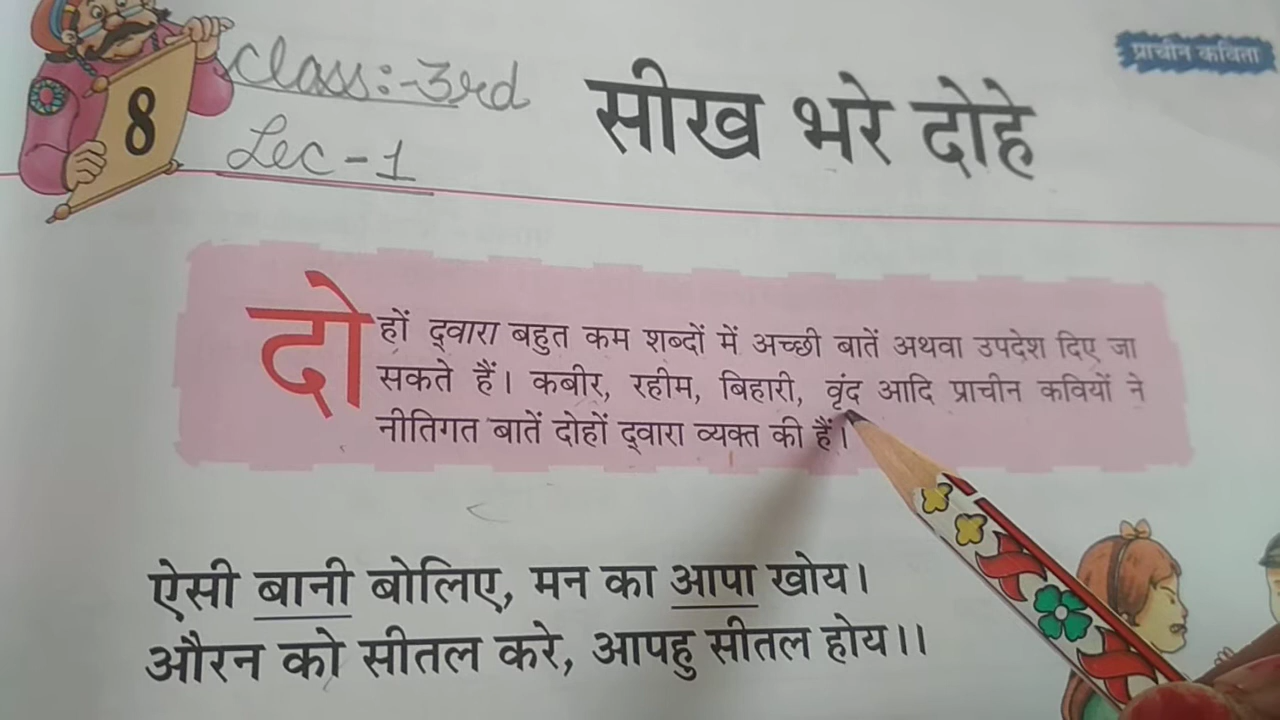 प्राचीन कविता
8
Class:-3rd
Lec-1
सीख भरे दोहे
दोहों द्वारा बहुत कम शब्दों में अच्छी बातें अथवा उपदेश दिए जा
सकते हैं। कबीर, रहीम, बिहारी, वृंद आदि प्राचीन कवियों ने
नीतिगत बातें दोहों द्वारा व्यक्त की हैं।
ऐसी बानी बोलिए, मन का आपा खोय।
औरन को सीतल करे, आपहु सीतल होय।।